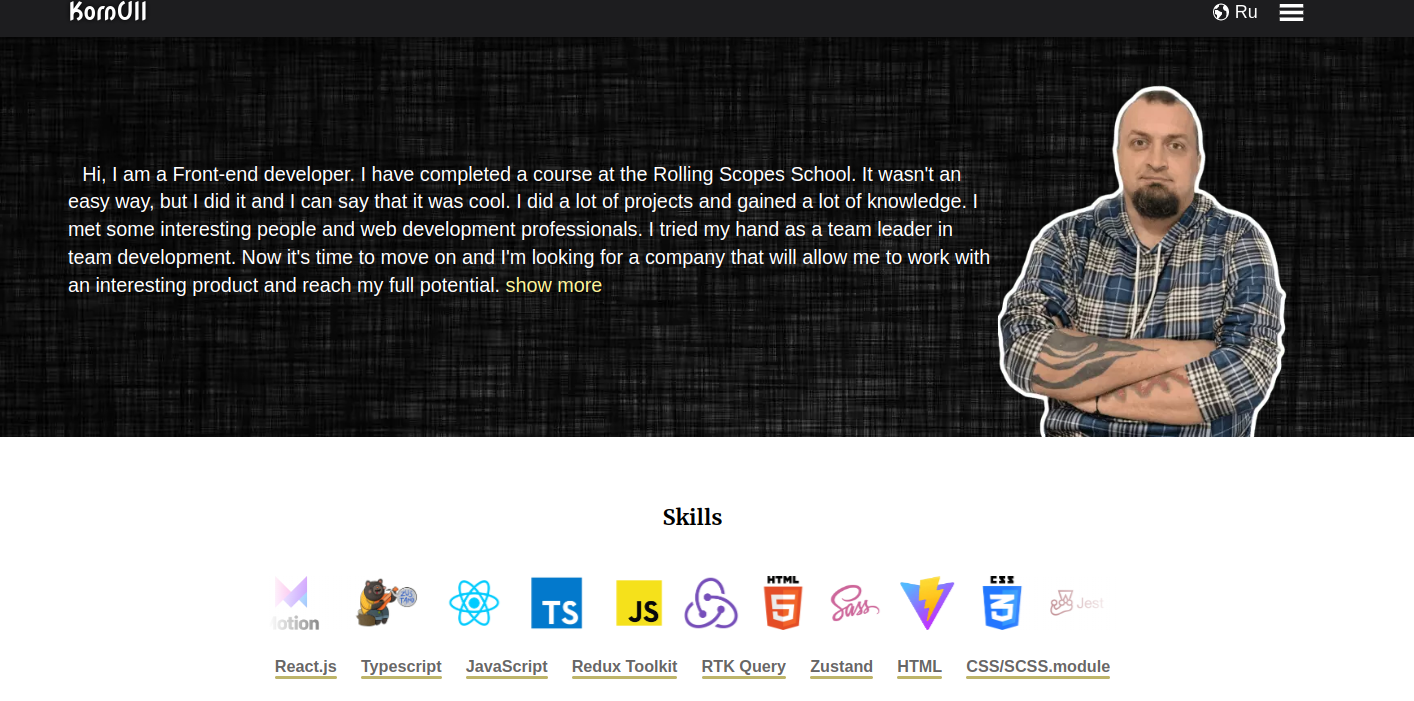 KornUll
Ru
Hi, I am a Front-end developer. I have completed a course at the Rolling Scopes School. It wasn't an
easy way, but I did it and I can say that it was cool. I did a lot of projects and gained a lot of knowledge. I
met some interesting people and web development professionals. I tried my hand as a team leader in
team development. Now it's time to move on and I'm looking for a company that will allow me to work with
an interesting product and reach my full potential. show more
Skills
Motion
TS
JS
HTML
5
Sass
CSS
3
Jest
React.js Typescript JavaScript Redux Toolkit RTK Query Zustand HTML CSS/SCSS.module